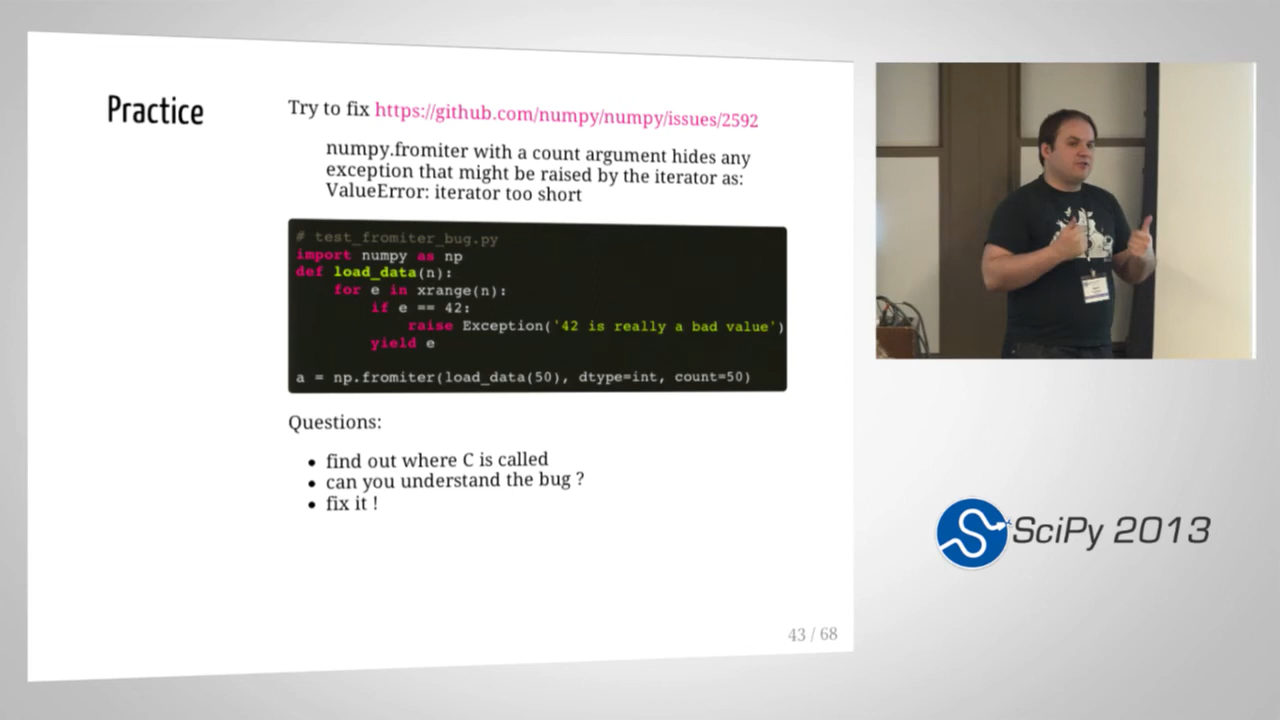 Practice
Try to fix https://github.com/numpy/numpy/issues/2592
numpy.fromiter with a count argument hides any
exception that might be raised by the iterator as:
ValueError: iterator too short
# test_fromiter_bug.py
import numpy as np
def load_data(n):
    for e in xrange(n):
        if e == 42:
            raise Exception('42 is really a bad value')
        yield e
a = np.fromiter(load_data(50), dtype=int, count=50)
Questions:
• find out where C is called
• can you understand the bug ?
• fix it !
43 / 68
SciPy 2013